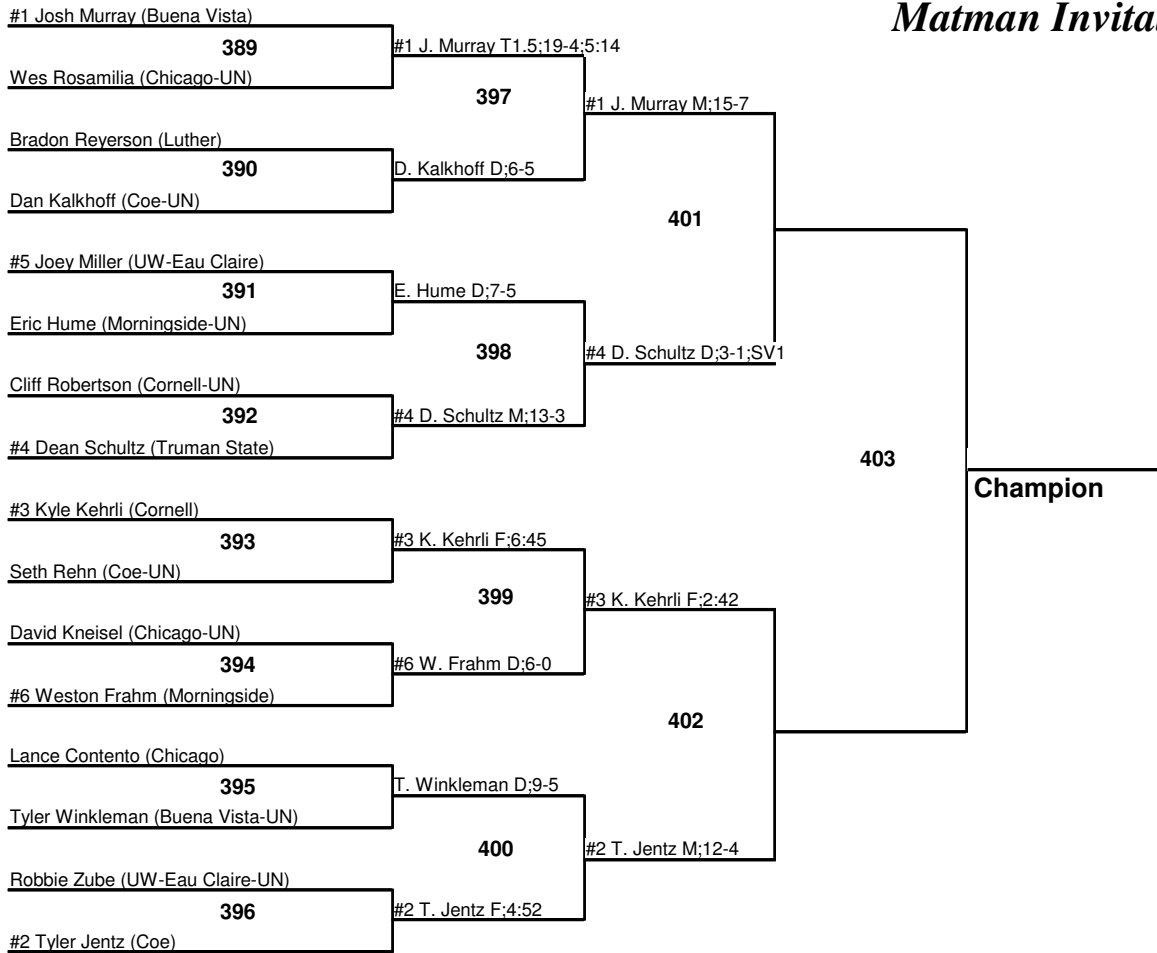 Matman Invita
#1 Josh Murray (Buena Vista)
389
Wes Rosamilia (Chicago-UN)
#1 J. Murray T1.5;19-4;5:14
397
#1 J. Murray M;15-7
Bradon Reyerson (Luther)
390
Dan Kalkhoff (Coe-UN)
D. Kalkhoff D;6-5
401
#5 Joey Miller (UW-Eau Claire)
391
Eric Hume (Morningside-UN)
E. Hume D;7-5
398
#4 D. Schultz D;3-1;SV1
Cliff Robertson (Cornell-UN)
392
#4 Dean Schultz (Truman State)
#4 D. Schultz M;13-3
403
Champion
#3 Kyle Kehrli (Cornell)
393
Seth Rehn (Coe-UN)
#3 K. Kehrli F;6:45
399
#3 K. Kehrli F;2:42
David Kneisel (Chicago-UN)
394
#6 Weston Frahm (Morningside)
#6 W. Frahm D;6-0
402
Lance Contento (Chicago)
395
Tyler Winkleman (Buena Vista-UN)
T. Winkleman D;9-5
400
#2 T. Jentz M;12-4
Robbie Zube (UW-Eau Claire-UN)
396
#2 Tyler Jentz (Coe)
#2 T. Jentz F;4:52